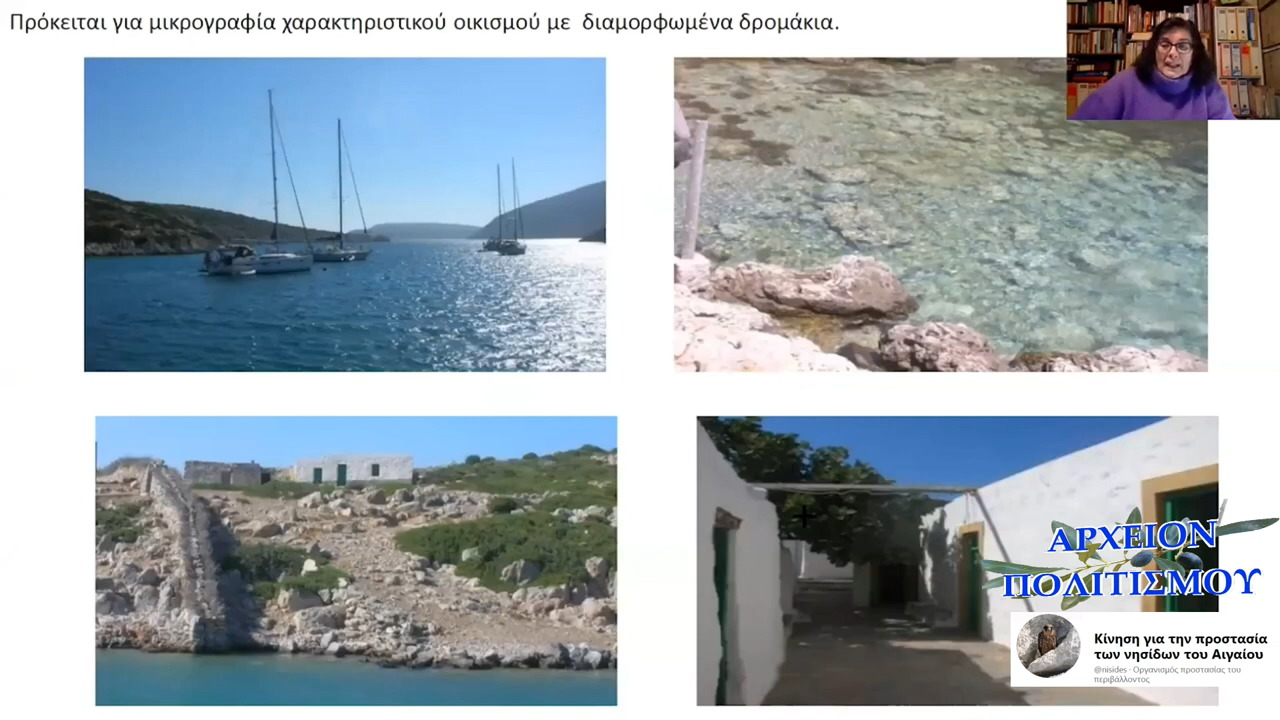 Πρόκειται για μικρογραφία χαρακτηριστικού οικισμού με διαμορφωμένα δρομάκια.
ΑΡΧΕΙΟΝ
ΠΟΛΙΤΙΣΜΟΥ
Κίνηση για την προστασία
των νησίδων του Αιγαίου
@nisides · Οργανισμός προστασίας του
περιβάλλοντος